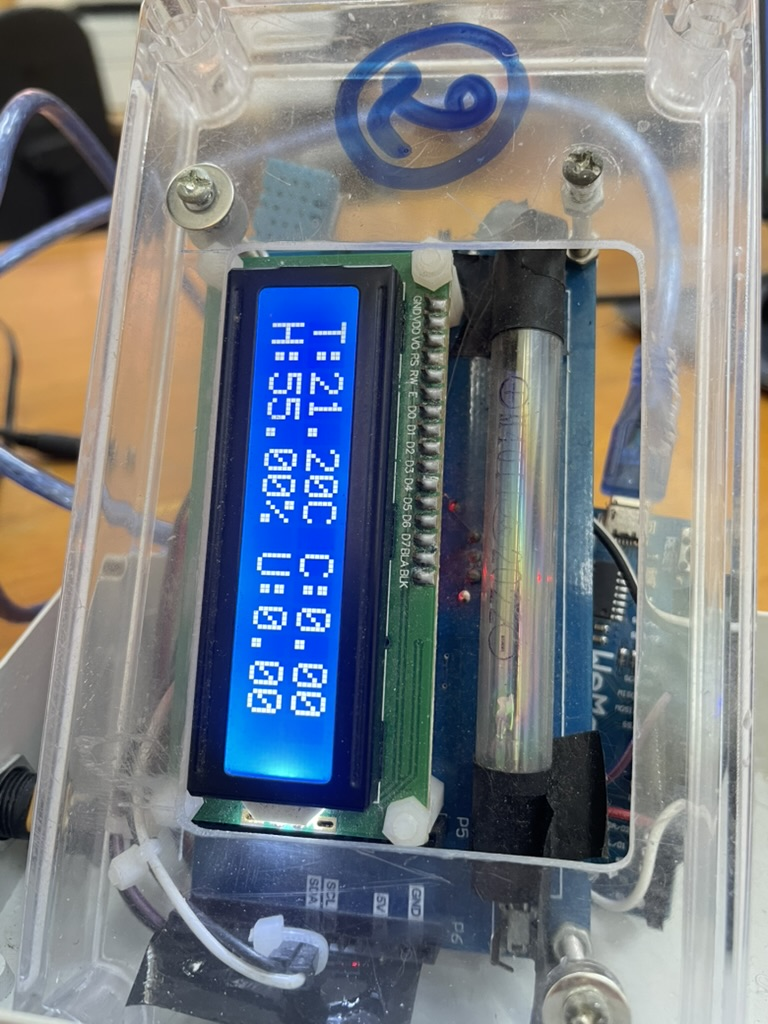 T:21.20C C:0.00
H:55.00% U:0.00
GND VDD VO RS RW E D0 D1 D2 D3 D4 D5 D6 D7 BLA BLK
P5
P6
GND
5V
SCL
SDA